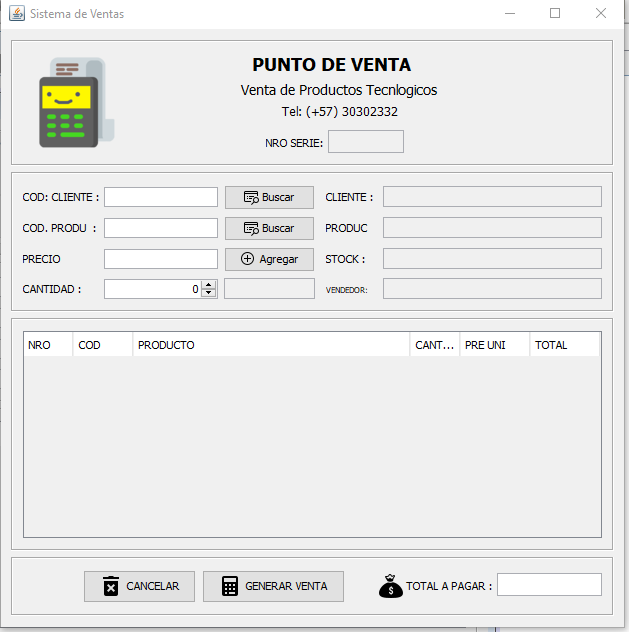 Sistema de Ventas
PUNTO DE VENTA
Venta de Productos Tecnlogicos
Tel: (+57) 30302332
NRO SERIE:
COD: CLIENTE : Buscar CLIENTE :
COD. PRODU : Buscar PRODUC
PRECIO Agregar STOCK :
CANTIDAD : 0 VENDEDOR:
NRO COD PRODUCTO CANT... PRE UNI TOTAL
CANCELAR GENERAR VENTA $ TOTAL A PAGAR :